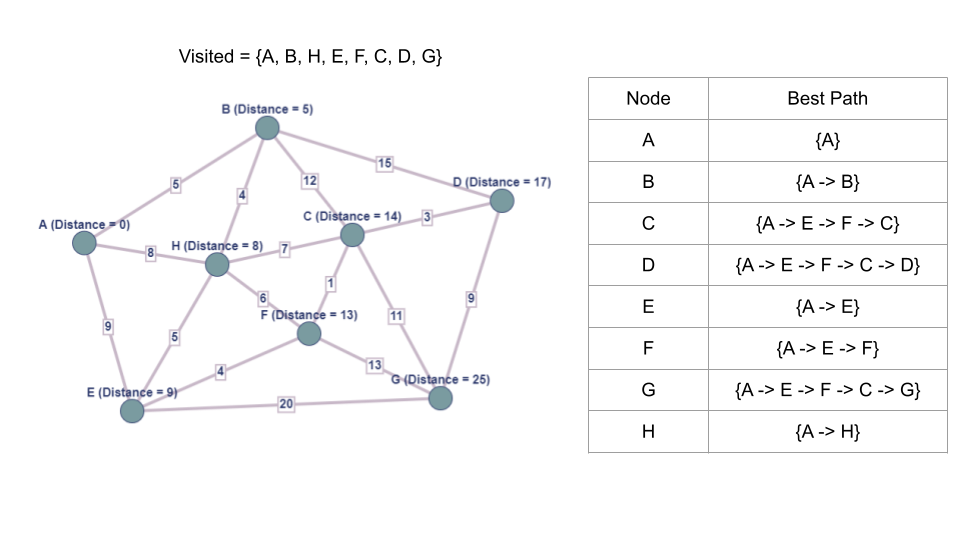 Visited = {A, B, H, E, F, C, D, G}
B (Distance = 5)
15
5
12
D (Distance = 17)
4
C (Distance = 14)
3
A (Distance = 0)
H (Distance = 8)
8
7
1
6
9
9
F (Distance = 13)
11
5
13
4
G (Distance = 25)
E (Distance = 9)
20
Node Best Path
A {A}
B {A -> B}
C {A -> E -> F -> C}
D {A -> E -> F -> C -> D}
E {A -> E}
F {A -> E -> F}
G {A -> E -> F -> C -> G}
H {A -> H}